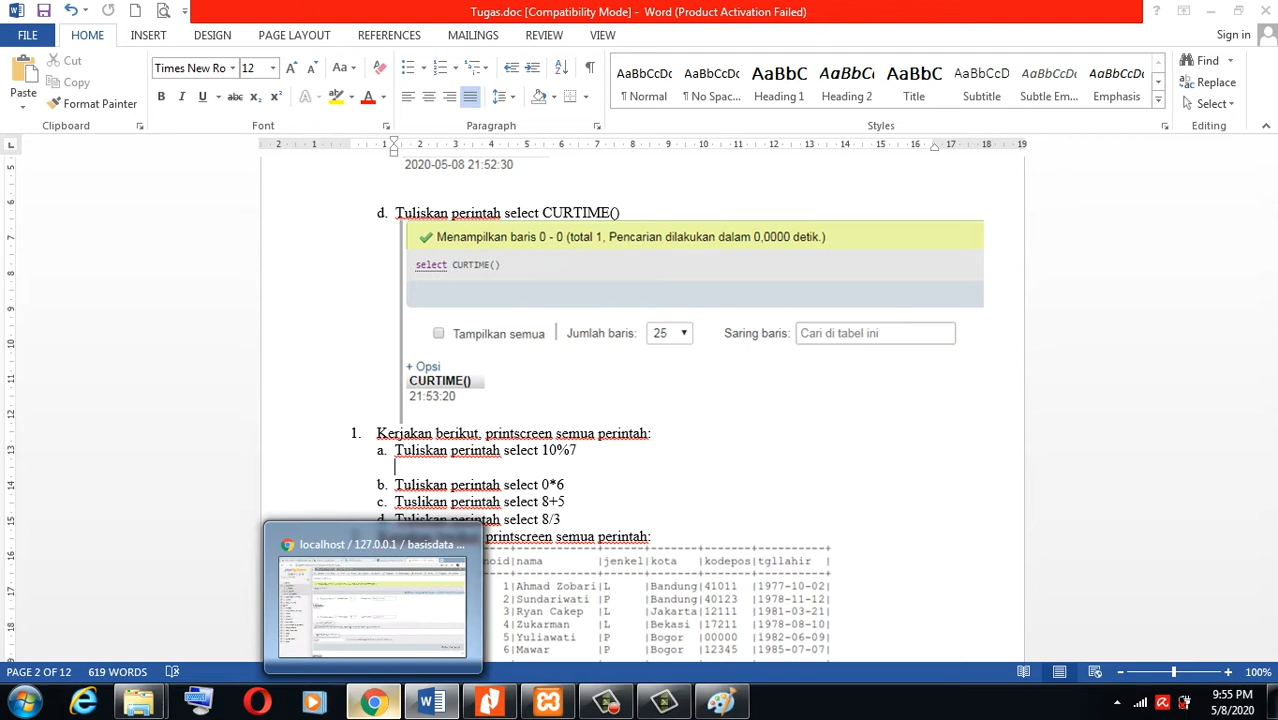 Tugas.doc [Compatibility Mode] - Word (Product Activation Failed)
FILE HOME INSERT DESIGN PAGE LAYOUT REFERENCES MAILINGS REVIEW VIEW Sign in
Paste Cut Copy Format Painter
Times New Ro 12
¶ Normal ¶ No Spac... Heading 1 Heading 2 Title Subtitle Subtle Em... Emphasis
Find Replace Select
Clipboard Font Paragraph Styles Editing
2020-05-08 21:52:30
d. Tuliskan perintah select CURTIME()
Menampilkan baris 0 - 0 (total 1, Pencarian dilakukan dalam 0,0000 detik.)
select CURTIME()
Tampilkan semua Jumlah baris: 25 Saring baris: Cari di tabel ini
+ Opsi
CURTIME()
21:53:20
1. Kerjakan berikut, printscreen semua perintah:
a. Tuliskan perintah select 10%7
b. Tuliskan perintah select 0*6
c. Tuslikan perintah select 8+5
d. Tuliskan perintah select 8/3
printscreen semua perintah:
localhost / 127.0.0.1 / basisdata ...
noid|nama |jenkel|kota |kodepos|tgllahir |
1|Ahmad Zobari|L |Bandung|41011 |1977-10-02|
2|Sundariwati |P |Bandung|40123 |1978-11-12|
3|Ryan Cakep |L |Jakarta|12111 |1981-03-21|
4|Zukarman |L |Bekasi |17211 |1978-08-10|
5|Yuliawati |P |Bogor |00000 |1982-06-09|
6|Mawar |P |Bogor |12345 |1985-07-07|
PAGE 2 OF 12 619 WORDS 100%
9:55 PM
5/8/2020